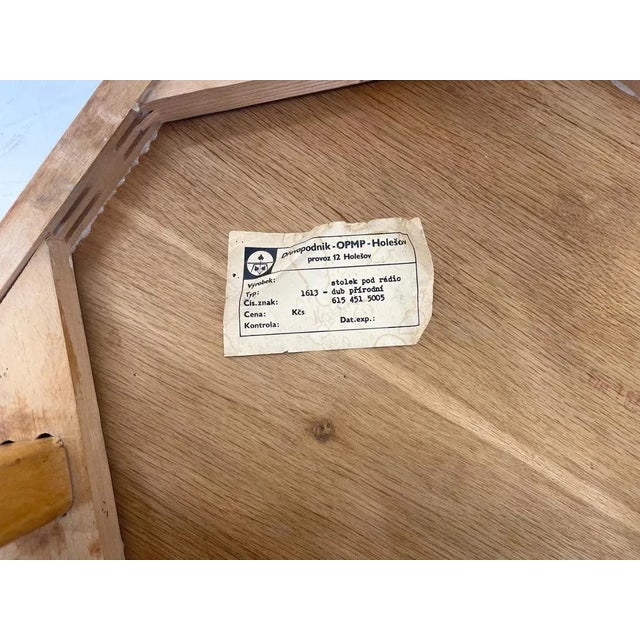 Dřevopodnik-OPMP-Holešov
provoz 12 Holešov
Výrobek: stolek pod rádio
Typ: 1613 - dub přírodní
Čís.znak: 615 451 5005
Cena: Kčs
Kontrola: Dat.exp.: